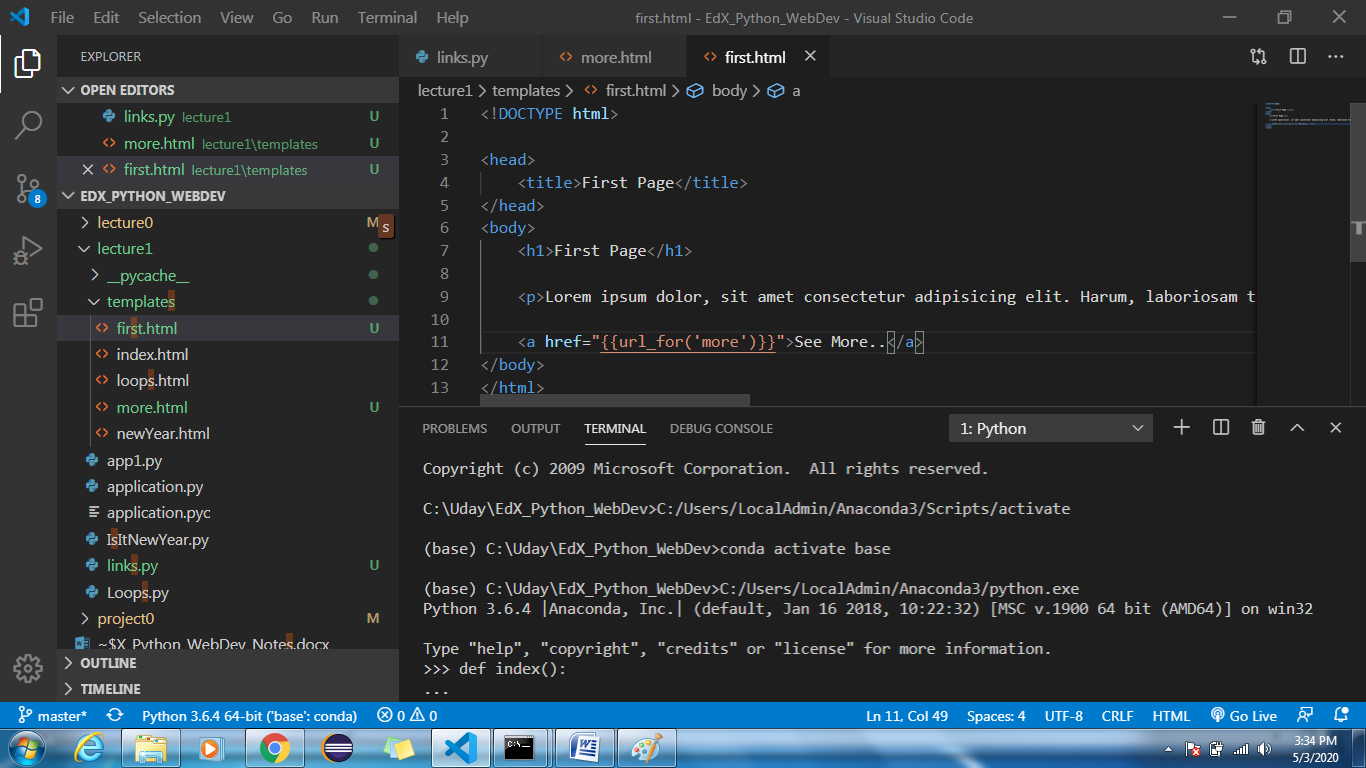 File Edit Selection View Go Run Terminal Help first.html - EdX_Python_WebDev - Visual Studio Code
EXPLORER
OPEN EDITORS
links.py lecture1 U
more.html lecture1\templates U
first.html lecture1\templates U
EDX_PYTHON_WEBDEV
lecture0 M
s
lecture1
__pycache__
templates
first.html
index.html
loops.html
more.html U
newYear.html
app1.py
application.py
application.pyc
IsItNewYear.py
links.py U
Loops.py
project0 M
~$X_Python_WebDev_Notes.docx
OUTLINE
TIMELINE
8
links.py more.html first.html
lecture1 > templates > first.html > body > a
1 <!DOCTYPE html>
2
3 <head>
4 <title>First Page</title>
5 </head>
6 <body>
7 <h1>First Page</h1>
8
9 <p>Lorem ipsum dolor, sit amet consectetur adipisicing elit. Harum, laboriosam t
10
11 <a href="{{url_for('more')}}">See More..</a>
12 </body>
13 </html>
PROBLEMS OUTPUT TERMINAL DEBUG CONSOLE 1: Python
Copyright (c) 2009 Microsoft Corporation.  All rights reserved.
C:\Uday\EdX_Python_WebDev>C:/Users/LocalAdmin/Anaconda3/Scripts/activate
(base) C:\Uday\EdX_Python_WebDev>conda activate base
(base) C:\Uday\EdX_Python_WebDev>C:/Users/LocalAdmin/Anaconda3/python.exe
Python 3.6.4 |Anaconda, Inc.| (default, Jan 16 2018, 10:22:32) [MSC v.1900 64 bit (AMD64)] on win32
Type "help", "copyright", "credits" or "license" for more information.
>>> def index():
...
master* Python 3.6.4 64-bit ('base': conda) 0 0 Ln 11, Col 49 Spaces: 4 UTF-8 CRLF HTML Go Live
3:34 PM
5/3/2020